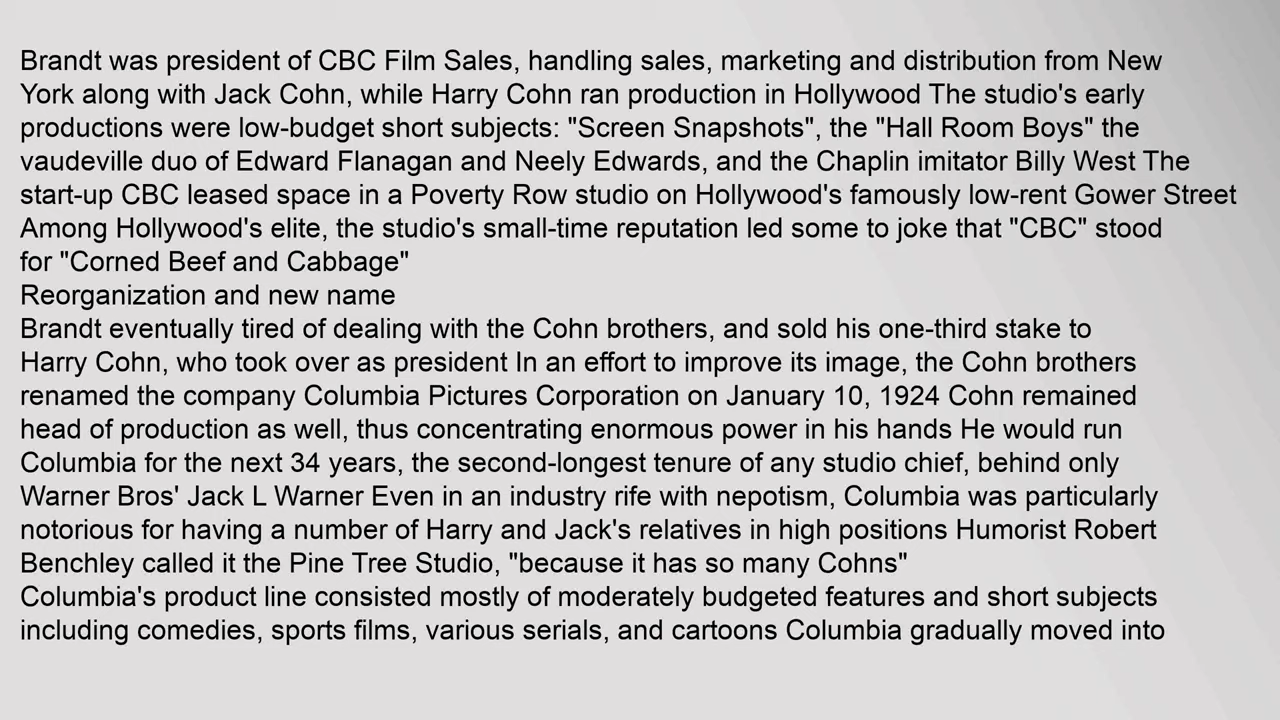 Brandt was president of CBC Film Sales, handling sales, marketing and distribution from New
York along with Jack Cohn, while Harry Cohn ran production in Hollywood The studio's early
productions were low-budget short subjects: "Screen Snapshots", the "Hall Room Boys" the
vaudeville duo of Edward Flanagan and Neely Edwards, and the Chaplin imitator Billy West The
start-up CBC leased space in a Poverty Row studio on Hollywood's famously low-rent Gower Street
Among Hollywood's elite, the studio's small-time reputation led some to joke that "CBC" stood
for "Corned Beef and Cabbage"
Reorganization and new name
Brandt eventually tired of dealing with the Cohn brothers, and sold his one-third stake to
Harry Cohn, who took over as president In an effort to improve its image, the Cohn brothers
renamed the company Columbia Pictures Corporation on January 10, 1924 Cohn remained
head of production as well, thus concentrating enormous power in his hands He would run
Columbia for the next 34 years, the second-longest tenure of any studio chief, behind only
Warner Bros' Jack L Warner Even in an industry rife with nepotism, Columbia was particularly
notorious for having a number of Harry and Jack's relatives in high positions Humorist Robert
Benchley called it the Pine Tree Studio, "because it has so many Cohns"
Columbia's product line consisted mostly of moderately budgeted features and short subjects
including comedies, sports films, various serials, and cartoons Columbia gradually moved into